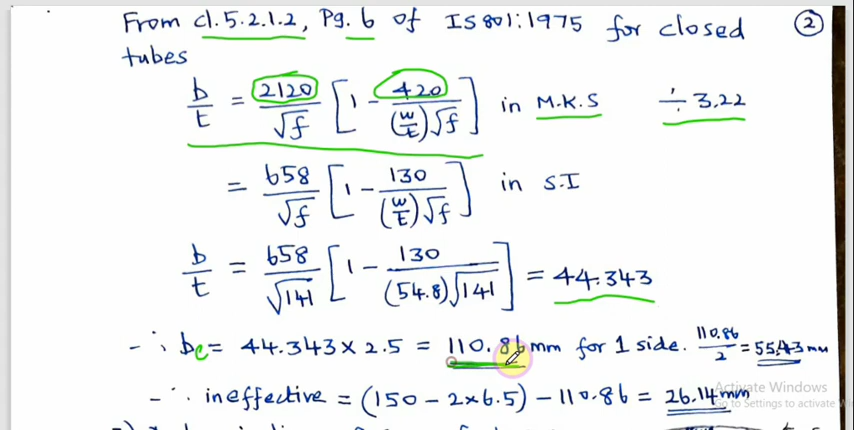 From cl.5.2.1.2, Pg.6 of IS801:1975 for closed ②
tubes
b/t = 2120/√f [1 - 420/((w/t)√f)] in M.K.S ÷ 3.22
= 658/√f [1 - 130/((w/t)√f)] in S.I
b/t = 658/√141 [1 - 130/((54.8)√141)] = 44.343
-∴ be = 44.343 x 2.5 = 110.86 mm for 1 side. 110.86/2 = 55.43 mm
-∴ ineffective = (150 - 2x6.5) - 110.86 = 26.14 mm
Activate Windows
Go to Settings to activate Windows